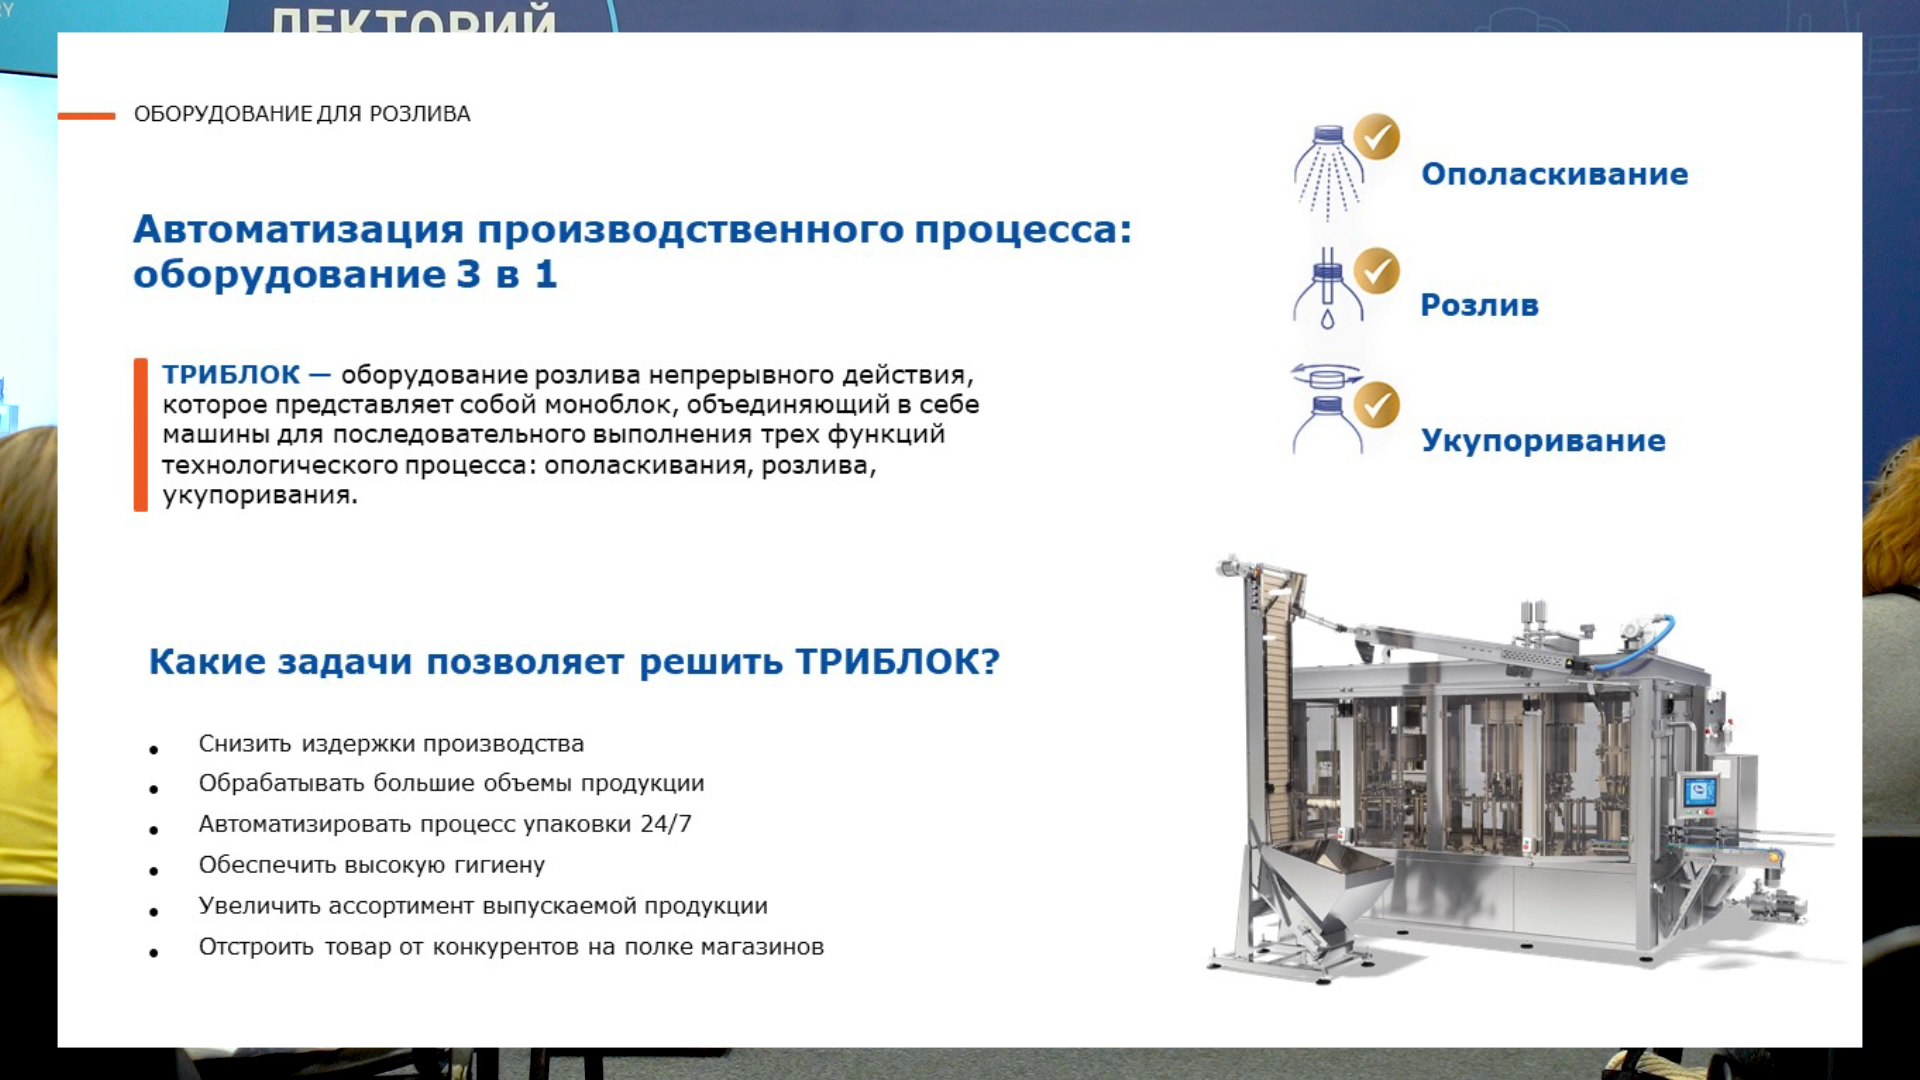 ЛЕКТОРИЙ
ОБОРУДОВАНИЕ ДЛЯ РОЗЛИВА
Автоматизация производственного процесса:
оборудование 3 в 1
ТРИБЛОК — оборудование розлива непрерывного действия,
которое представляет собой моноблок, объединяющий в себе
машины для последовательного выполнения трех функций
технологического процесса: ополаскивания, розлива,
укупоривания.
Ополаскивание
Розлив
Укупоривание
Какие задачи позволяет решить ТРИБЛОК?
• Снизить издержки производства
• Обрабатывать большие объемы продукции
• Автоматизировать процесс упаковки 24/7
• Обеспечить высокую гигиену
• Увеличить ассортимент выпускаемой продукции
• Отстроить товар от конкурентов на полке магазинов